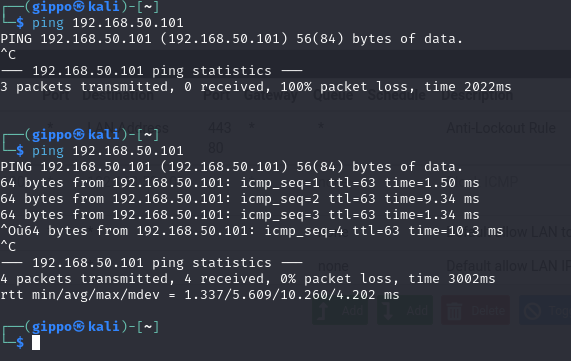 ┌──(gippo㉿kali)-[~]
└─$ ping 192.168.50.101
PING 192.168.50.101 (192.168.50.101) 56(84) bytes of data.
^C
--- 192.168.50.101 ping statistics ---
3 packets transmitted, 0 received, 100% packet loss, time 2022ms
Port Destination Port Gateway Queue Schedule Description
* LAN Address 443 * * Anti-Lockout Rule
80
┌──(gippo㉿kali)-[~]
└─$ ping 192.168.50.101
PING 192.168.50.101 (192.168.50.101) 56(84) bytes of data.
64 bytes from 192.168.50.101: icmp_seq=1 ttl=63 time=1.50 ms
64 bytes from 192.168.50.101: icmp_seq=2 ttl=63 time=9.34 ms
64 bytes from 192.168.50.101: icmp_seq=3 ttl=63 time=1.34 ms
^Où64 bytes from 192.168.50.101: icmp_seq=4 ttl=63 time=10.3 ms
^C
--- 192.168.50.101 ping statistics ---
none Default allow LAN
4 packets transmitted, 4 received, 0% packet loss, time 3002ms
rtt min/avg/max/mdev = 1.337/5.609/10.260/4.202 ms
Add Add Delete
┌──(gippo㉿kali)-[~]
└─$